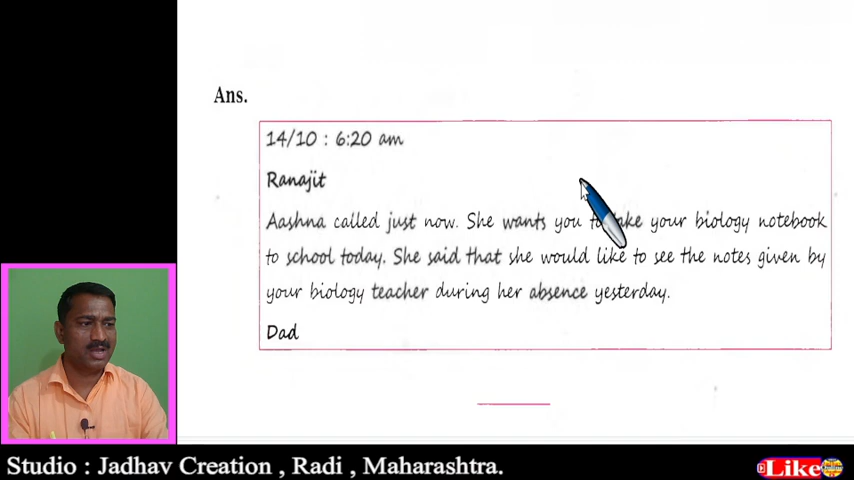 Ans.
14/10 : 6:20 am
Ranajit
Aashna called just now. She wants you to take your biology notebook
to school today. She said that she would like to see the notes given by
your biology teacher during her absence yesterday.
Dad
Studio : Jadhav Creation , Radi , Maharashtra.
Like